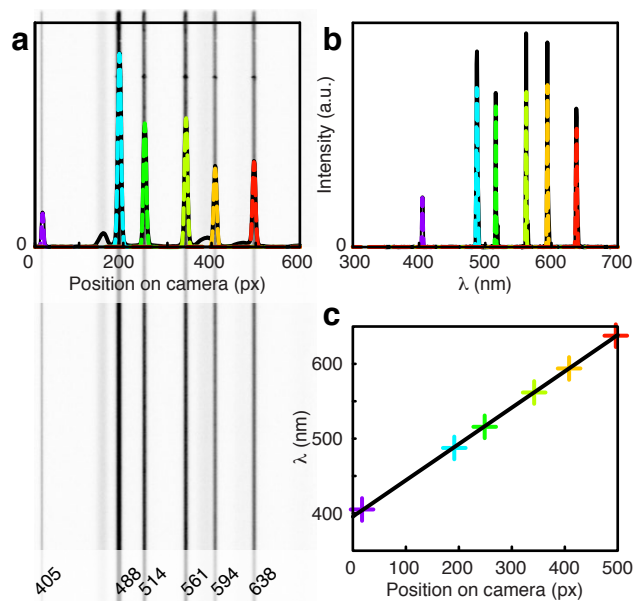 a
0
0 200 400 600
Position on camera (px)
405 488 514 561 594 638
b
Intensity (a.u.)
0
300 400 500 600 700
λ (nm)
c
λ (nm)
600
500
400
0 100 200 300 400 500
Position on camera (px)